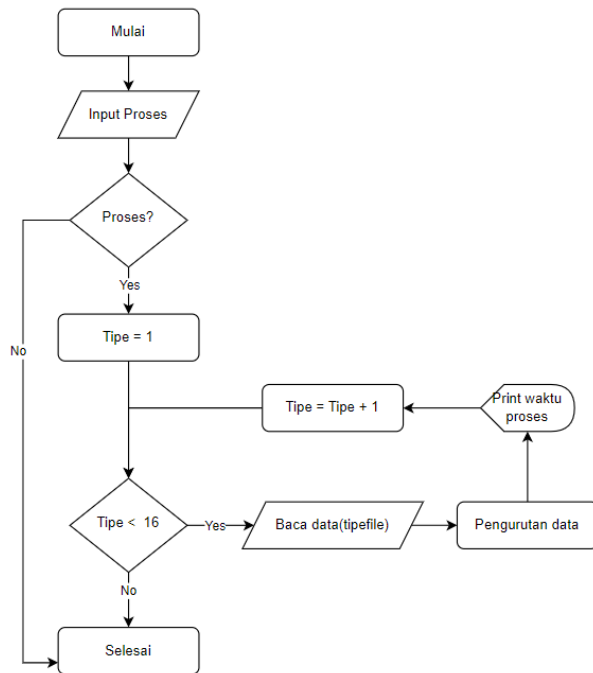 Mulai
Input Proses
Proses?
Yes
No
Tipe = 1
Tipe = Tipe + 1
Print waktu
proses
Tipe <  16
Yes
Baca data(tipefile)
Pengurutan data
No
Selesai